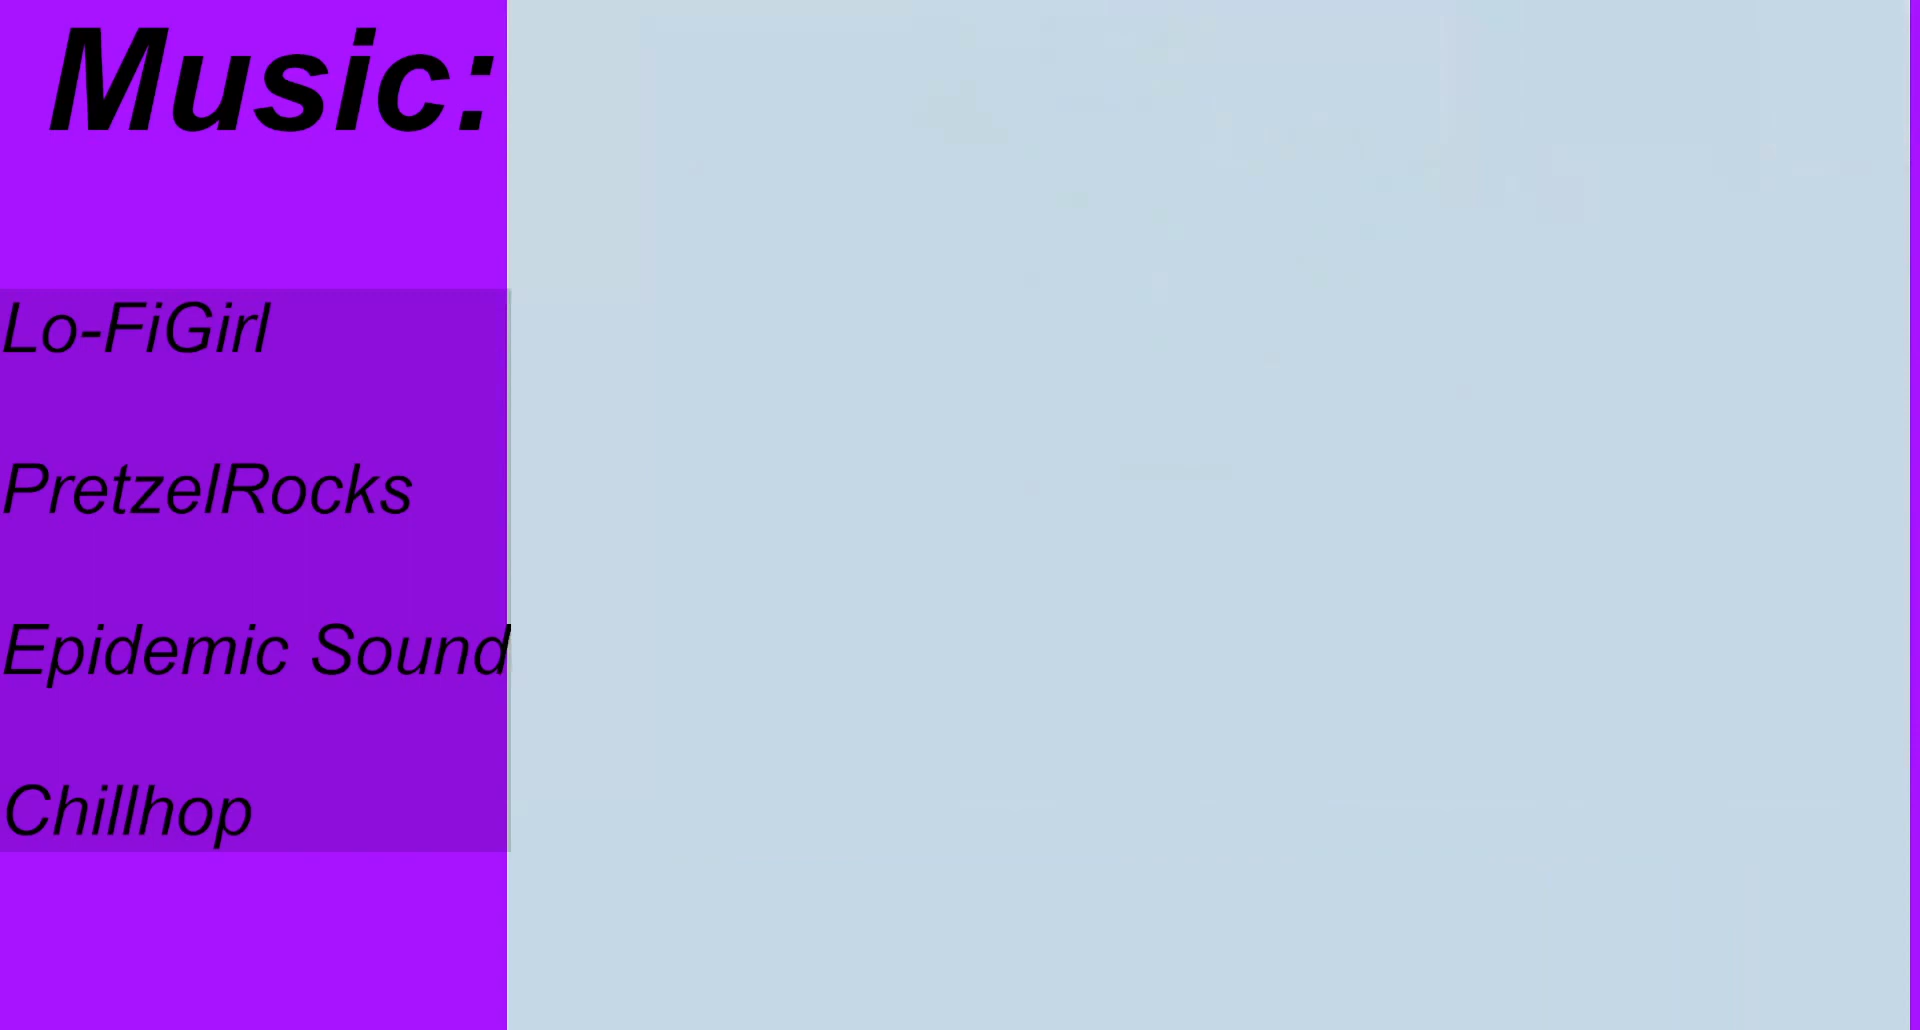 Music:
Lo-FiGirl
PretzelRocks
Epidemic Sound
Chillhop